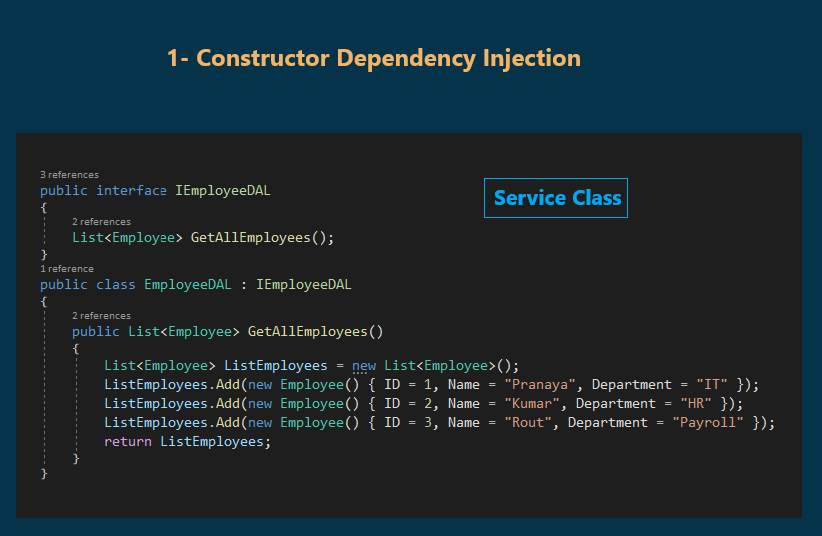 1- Constructor Dependency Injection
3 references
public interface IEmployeeDAL
Service Class
{
2 references
List<Employee> GetAllEmployees();
}
1 reference
public class EmployeeDAL : IEmployeeDAL
{
2 references
public List<Employee> GetAllEmployees()
{
List<Employee> ListEmployees = new List<Employee>();
ListEmployees.Add(new Employee() { ID = 1, Name = "Pranaya", Department = "IT" });
ListEmployees.Add(new Employee() { ID = 2, Name = "Kumar", Department = "HR" });
ListEmployees.Add(new Employee() { ID = 3, Name = "Rout", Department = "Payroll" });
return ListEmployees;
}
}